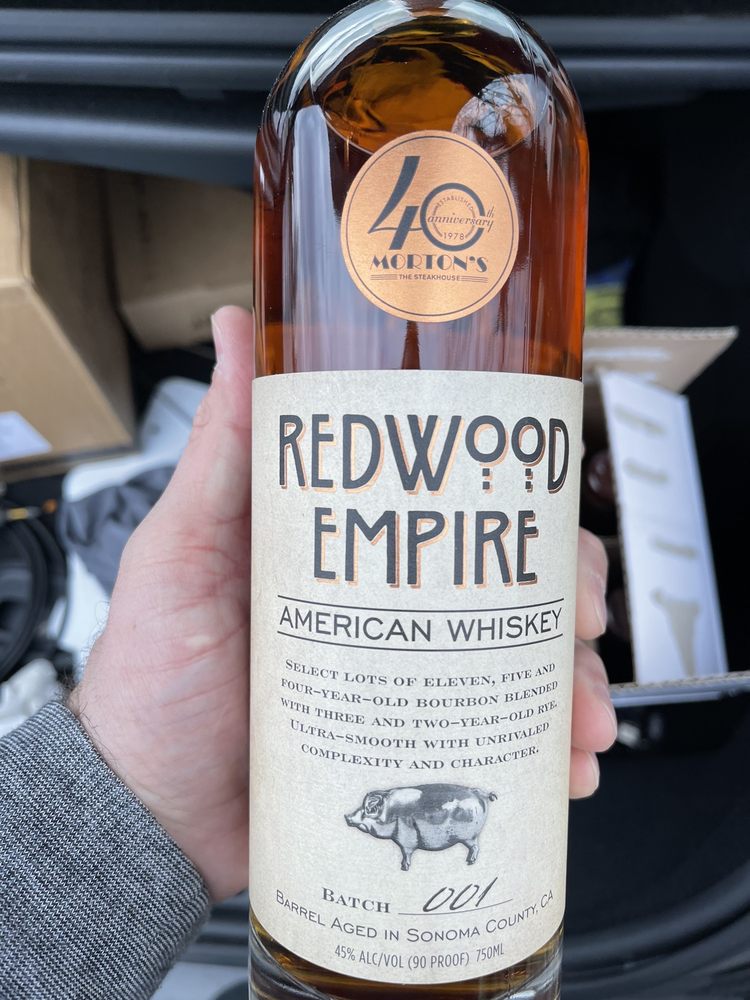 40th
ESTABLISHED
anniversary
1978
MORTON'S
THE STEAKHOUSE
REDWOOD
EMPIRE
AMERICAN WHISKEY
SELECT LOTS OF ELEVEN, FIVE AND
FOUR-YEAR-OLD BOURBON BLENDED
WITH THREE AND TWO-YEAR-OLD RYE.
ULTRA-SMOOTH WITH UNRIVALED
COMPLEXITY AND CHARACTER.
BATCH 001
BARREL AGED IN SONOMA COUNTY, CA
45% ALC/VOL (90 PROOF) 750ML